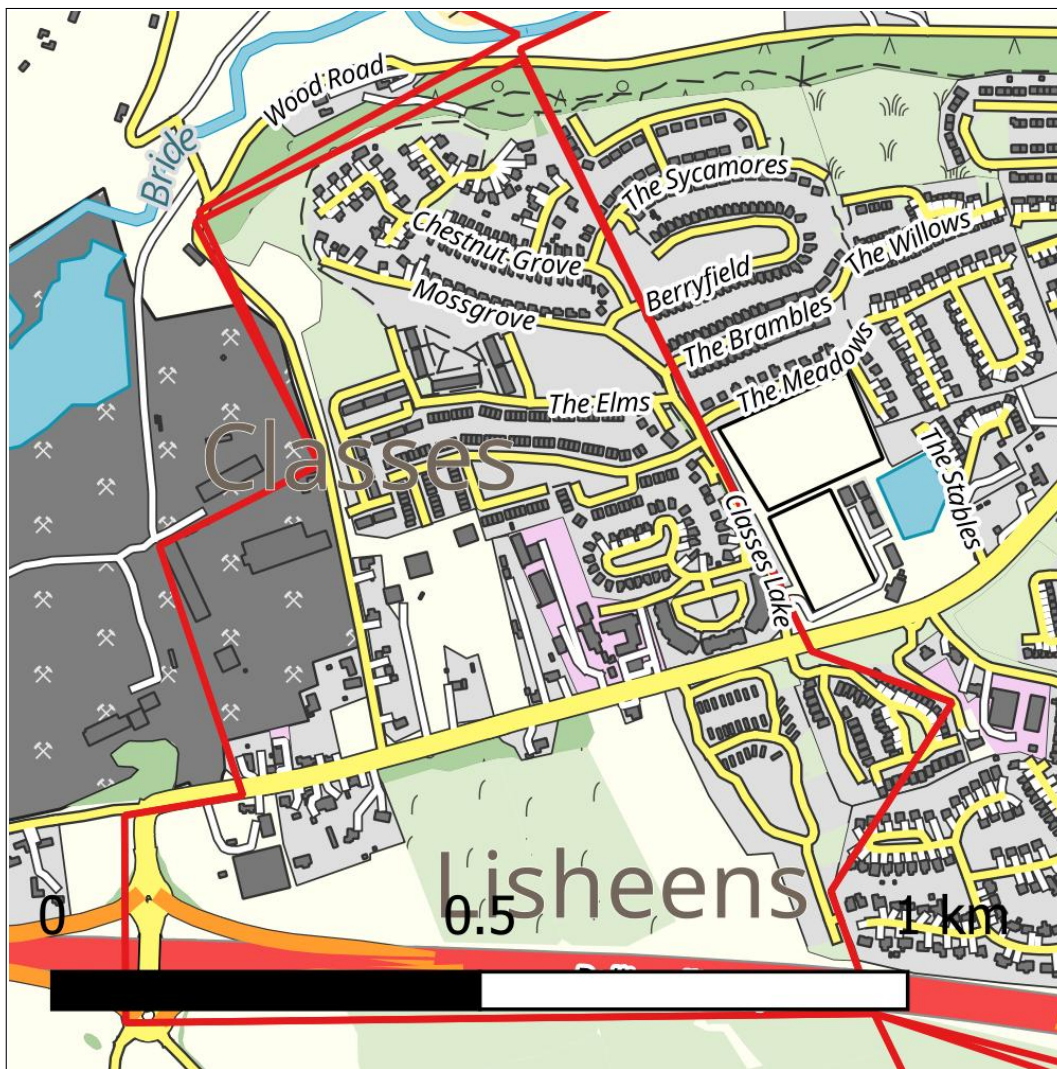 Wood Road
Bride
The Sycamores
Chestnut Grove
The Willows
Berryfield
Mossgrove
The Brambles
The Meadows
The Elms
Classes
The Stables
Classes Lake
Lisheens
0 0.5 1 km